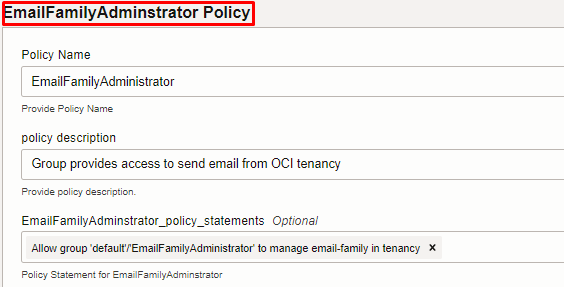 EmailFamilyAdminstrator Policy
Policy Name
EmailFamilyAdministrator
Provide Policy Name
policy description
Group provides access to send email from OCI tenancy
Provide policy description.
EmailFamilyAdminstrator_policy_statements Optional
Allow group 'default'/'EmailFamilyAdministrator' to manage email-family in tenancy ×
Policy Statement for EmailFamilyAdminstrator